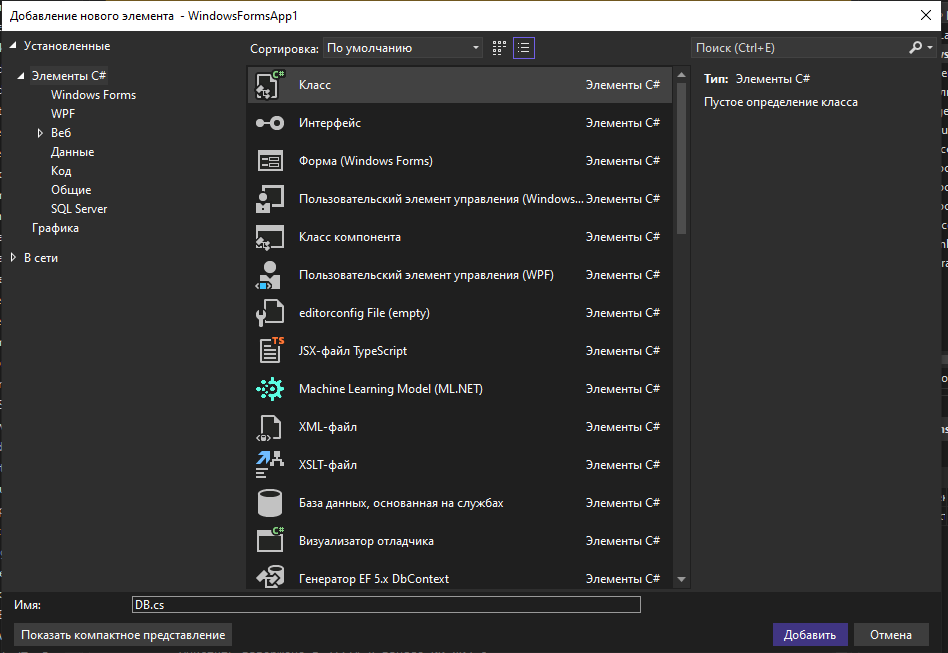 Добавление нового элемента - WindowsFormsApp1
Установленные
Сортировка: По умолчанию
Поиск (Ctrl+E)
Элементы C#
Windows Forms
WPF
Веб
Данные
Код
Общие
SQL Server
Графика
В сети
Класс Элементы C#
Интерфейс Элементы C#
Форма (Windows Forms) Элементы C#
Пользовательский элемент управления (Windows... Элементы C#
Класс компонента Элементы C#
Пользовательский элемент управления (WPF) Элементы C#
editorconfig File (empty) Элементы C#
JSX-файл TypeScript Элементы C#
Machine Learning Model (ML.NET) Элементы C#
XML-файл Элементы C#
XSLT-файл Элементы C#
База данных, основанная на службах Элементы C#
Визуализатор отладчика Элементы C#
Генератор EF 5.x DbContext Элементы C#
Тип: Элементы C#
Пустое определение класса
Имя: DB.cs
Показать компактное представление
Добавить
Отмена